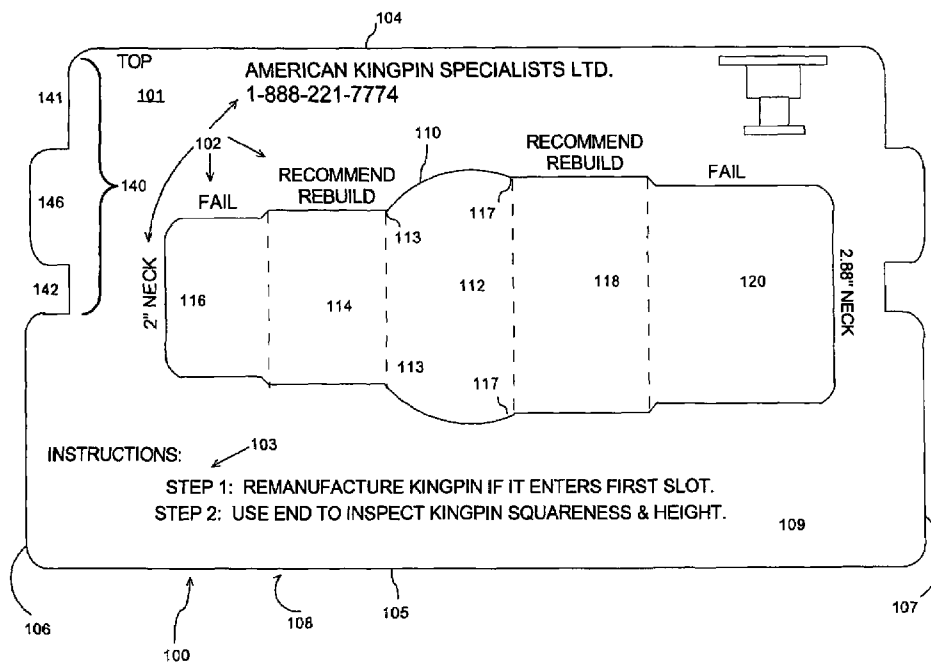 104
TOP
AMERICAN KINGPIN SPECIALISTS LTD.
1-888-221-7774
141
101
110
102
RECOMMEND
REBUILD
RECOMMEND
REBUILD
FAIL
146
140
FAIL
117
113
2" NECK
142
116
114
112
118
120
2.88" NECK
113
117
INSTRUCTIONS:
103
STEP 1: REMANUFACTURE KINGPIN IF IT ENTERS FIRST SLOT.
STEP 2: USE END TO INSPECT KINGPIN SQUARENESS & HEIGHT.
109
106
108
105
107
100